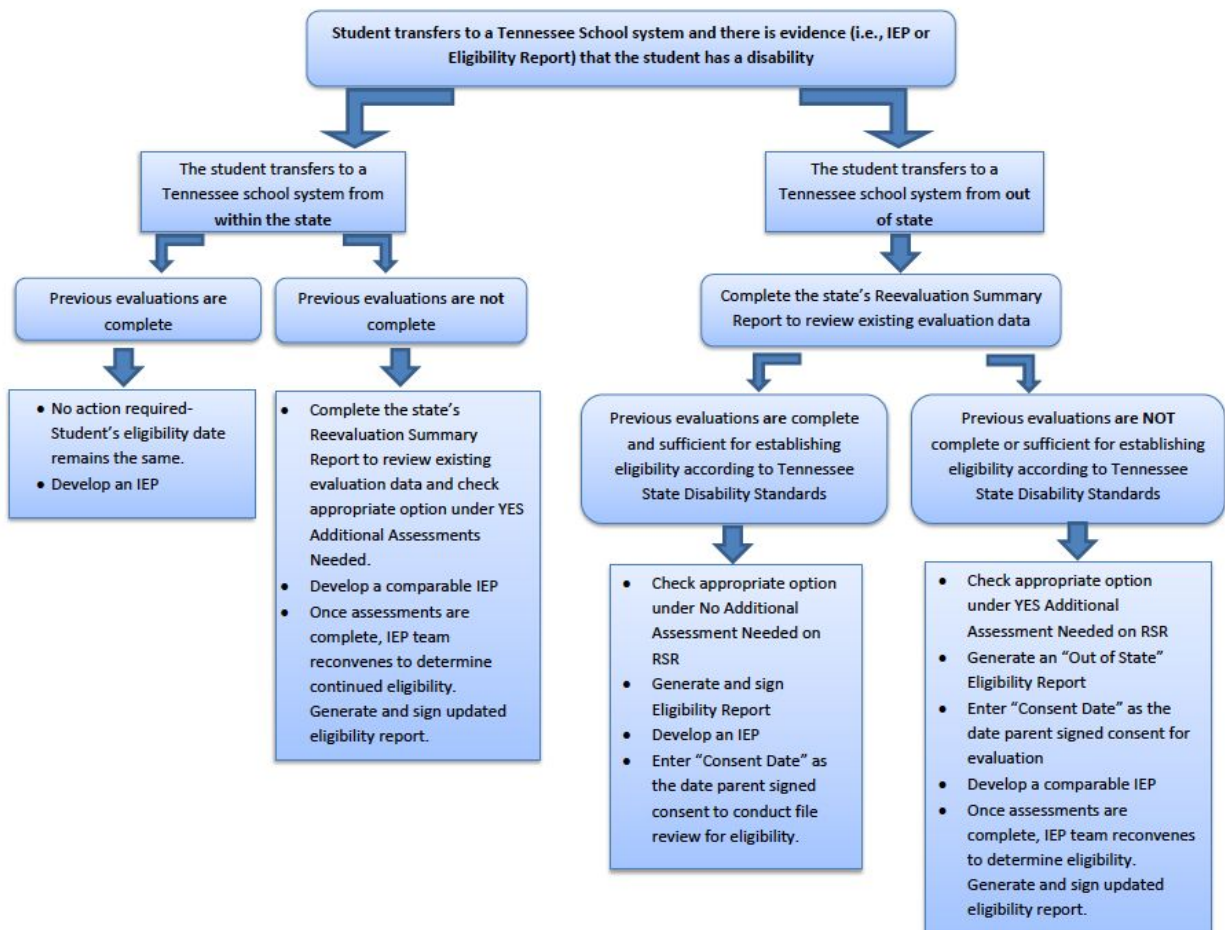 Student transfers to a Tennessee School system and there is evidence (i.e., IEP or
Eligibility Report) that the student has a disability
The student transfers to a
Tennessee school system from
within the state
The student transfers to a
Tennessee school system from out
of state
Previous evaluations are
complete
Previous evaluations are not
complete
Complete the state's Reevaluation Summary
Report to review existing evaluation data
• No action required-
Student's eligibility date
remains the same.
• Develop an IEP
• Complete the state's
Reevaluation Summary
Report to review existing
evaluation data and check
appropriate option under YES
Additional Assessments
Needed.
• Develop a comparable IEP
• Once assessments are
complete, IEP team
reconvenes to determine
continued eligibility.
Generate and sign updated
eligibility report.
Previous evaluations are complete
and sufficient for establishing
eligibility according to Tennessee
State Disability Standards
Previous evaluations are NOT
complete or sufficient for establishing
eligibility according to Tennessee
State Disability Standards
• Check appropriate option
under No Additional
Assessment Needed on
RSR
• Generate and sign
Eligibility Report
• Develop an IEP
• Enter "Consent Date" as
the date parent signed
consent to conduct file
review for eligibility.
• Check appropriate option
under YES Additional
Assessment Needed on RSR
• Generate an "Out of State"
Eligibility Report
• Enter "Consent Date" as the
date parent signed consent for
evaluation
• Develop a comparable IEP
• Once assessments are
complete, IEP team reconvenes
to determine eligibility.
Generate and sign updated
eligibility report.